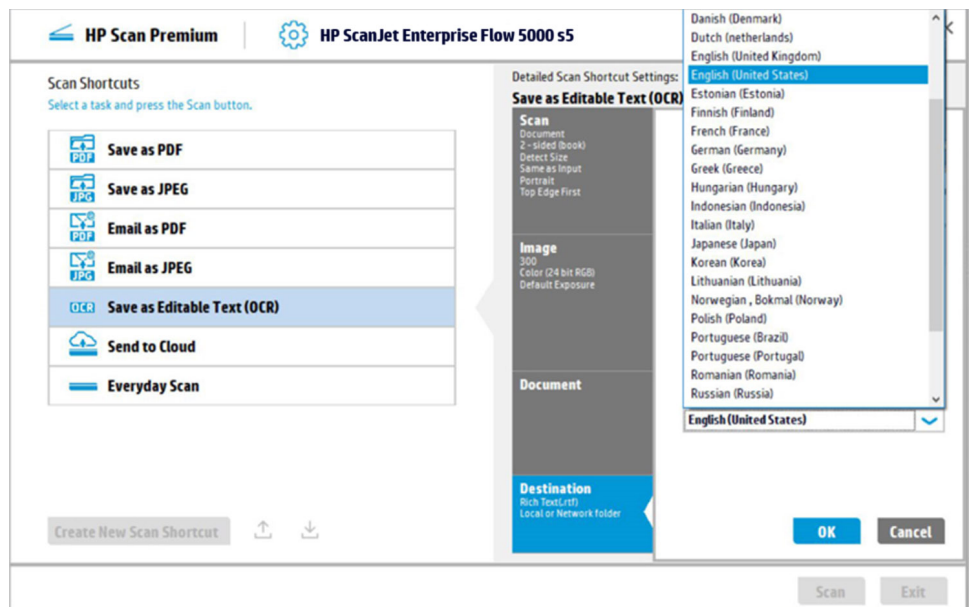 HP Scan Premium
HP ScanJet Enterprise Flow 5000 s5
Scan Shortcuts
Select a task and press the Scan button.
PDF
Save as PDF
JPG
Save as JPEG
PDF
Email as PDF
JPG
Email as JPEG
OCR
Save as Editable Text (OCR)
Send to Cloud
Everyday Scan
Create New Scan Shortcut
Detailed Scan Shortcut Settings:
Save as Editable Text (OCR)
Scan
Document
2 - sided (book)
Detect Size
Same as Input
Portrait
Top Edge First
Image
300
Color (24 bit RGB)
Default Exposure
Document
Destination
Rich Text(.rtf)
Local or Network folder
Danish (Denmark)
Dutch (netherlands)
English (United Kingdom)
English (United States)
Estonian (Estonia)
Finnish (Finland)
French (France)
German (Germany)
Greek (Greece)
Hungarian (Hungary)
Indonesian (Indonesia)
Italian (Italy)
Japanese (Japan)
Korean (Korea)
Lithuanian (Lithuania)
Norwegian , Bokmal (Norway)
Polish (Poland)
Portuguese (Brazil)
Portuguese (Portugal)
Romanian (Romania)
Russian (Russia)
English (United States)
OK
Cancel
Scan
Exit